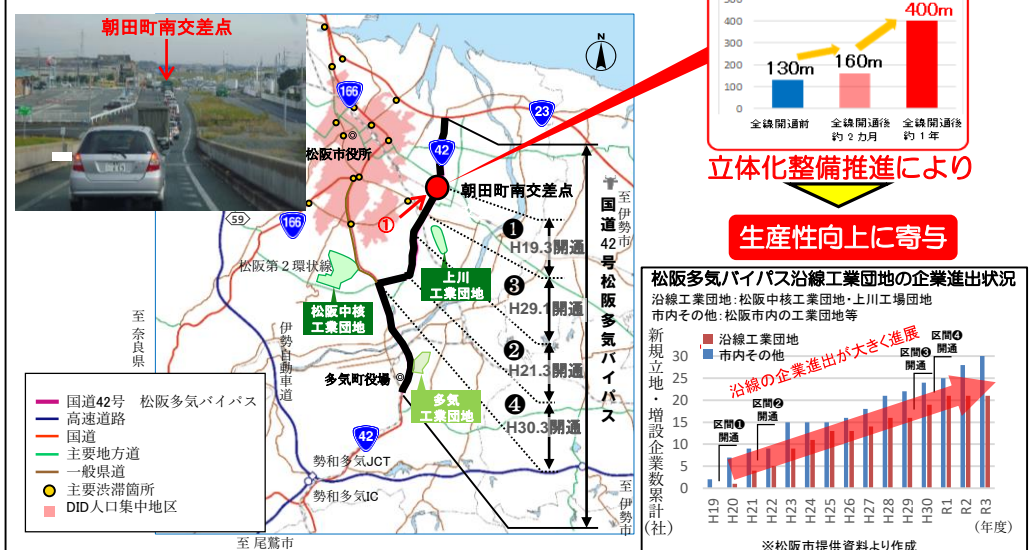 朝田町南交差点
N
166
23
42
松阪市役所
朝田町南交差点
①
59
166
松阪第2環状線
上川
工業団地
松阪中核
工業団地
至 奈良県
伊勢自動車道
多気町役場
多気
工業団地
42
勢和多気JCT
勢和多気IC
至 尾鷲市
至 伊勢市
至 伊勢市
国道42号松阪多気バイパス
❶
H19.3開通
❸
H29.1開通
❷
H21.3開通
❹
H30.3開通
国道42号 松阪多気バイパス
高速道路
国道
主要地方道
一般県道
主要渋滞箇所
DID人口集中地区
500
400
300
200
100
0
130m
160m
400m
全線開通前
全線開通後
約2カ月
全線開通後
約1年
立体化整備推進により
生産性向上に寄与
松阪多気バイパス沿線工業団地の企業進出状況
沿線工業団地:松阪中核工業団地・上川工場団地
市内その他:松阪市内の工業団地等
新規立地・増設企業数累計(社)
沿線工業団地
市内その他
沿線の企業進出が大きく進展
区間❶
開通
区間❷
開通
区間❸
開通
区間❹
開通
30
25
20
15
10
5
0
H19
H20
H21
H22
H23
H24
H25
H26
H27
H28
H29
H30
R1
R2
R3
(年度)
※松阪市提供資料より作成